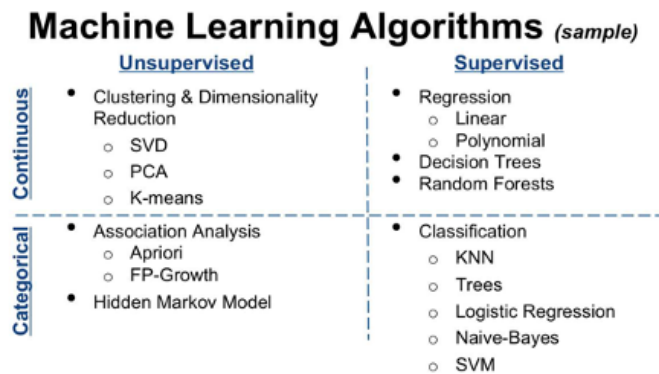 Machine Learning Algorithms (sample)
Unsupervised
Supervised
Continuous
• Clustering & Dimensionality
Reduction
o SVD
o PCA
o K-means
• Regression
o Linear
o Polynomial
• Decision Trees
• Random Forests
Categorical
• Association Analysis
o Apriori
o FP-Growth
• Hidden Markov Model
• Classification
o KNN
o Trees
o Logistic Regression
o Naive-Bayes
o SVM